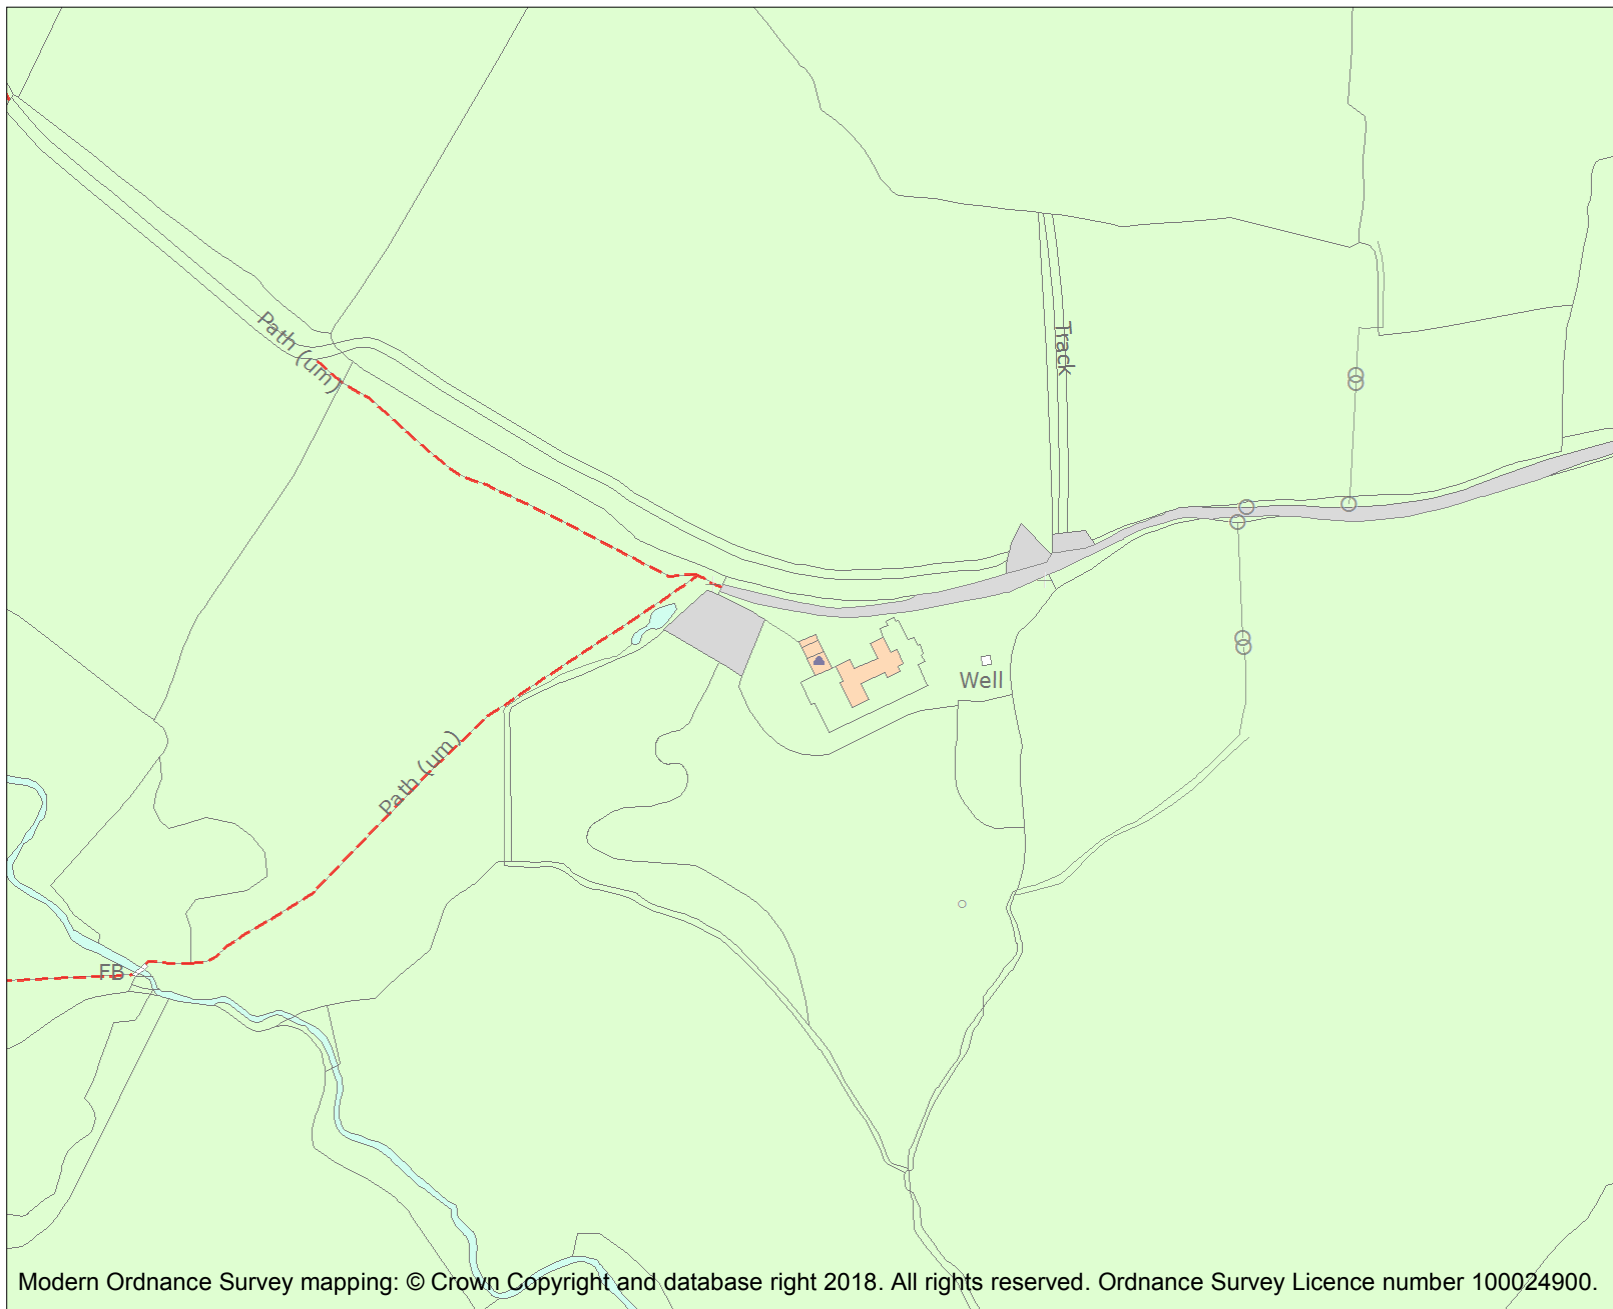 Path (um)
Track
Well
Path (um)
FB
Modern Ordnance Survey mapping: © Crown Copyright and database right 2018. All rights reserved. Ordnance Survey Licence number 100024900.